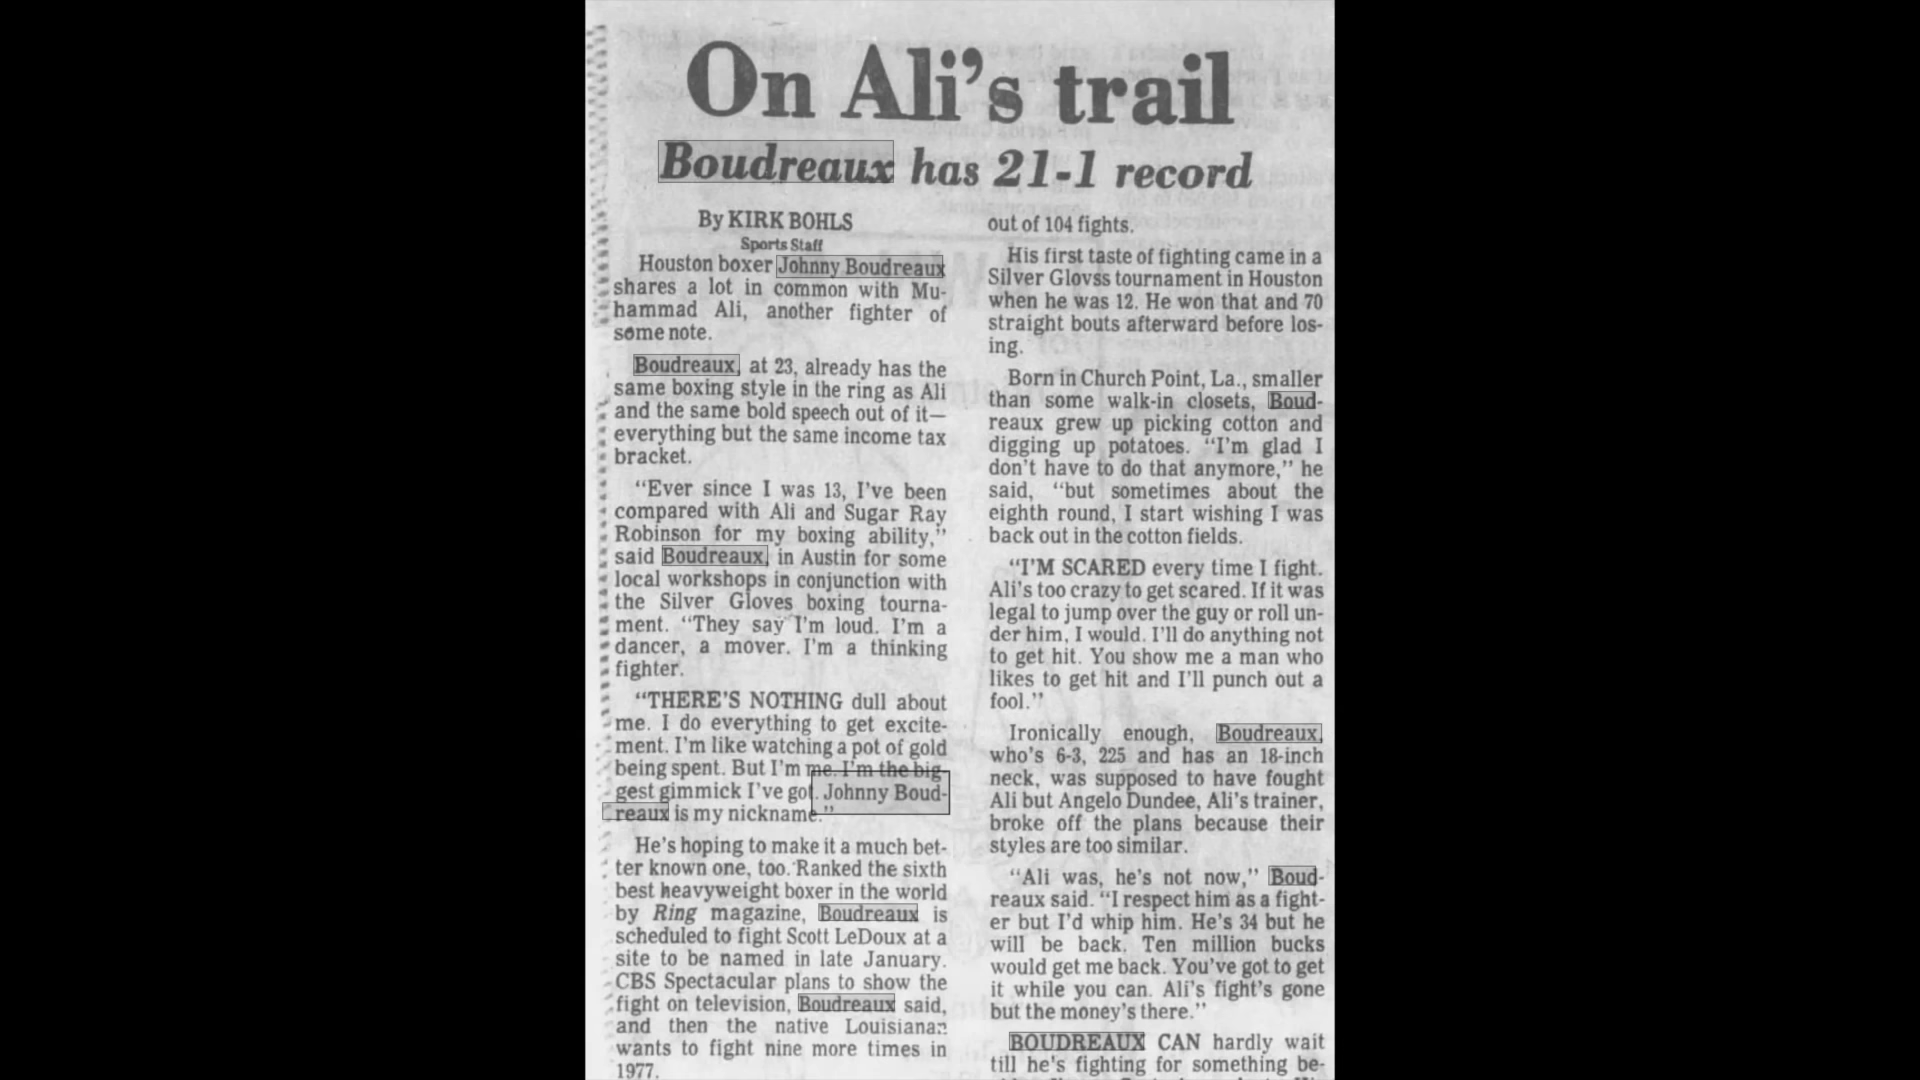 On Ali's trail
Boudreaux has 21-1 record
By KIRK BOHLS
Sports Staff
Houston boxer Johnny Boudreaux
shares a lot in common with Mu-
hammad Ali, another fighter of
some note.
Boudreaux, at 23, already has the
same boxing style in the ring as Ali
and the same bold speech out of it—
everything but the same income tax
bracket.
"Ever since I was 13, I've been
compared with Ali and Sugar Ray
Robinson for my boxing ability,"
said Boudreaux, in Austin for some
local workshops in conjunction with
the Silver Gloves boxing tourna-
ment. "They say I'm loud. I'm a
dancer, a mover. I'm a thinking
fighter.
"THERE'S NOTHING dull about
me. I do everything to get excite-
ment. I'm like watching a pot of gold
being spent. But I'm me. I'm the big-
gest gimmick I've got. Johnny Boud-
reaux is my nickname."
He's hoping to make it a much bet-
ter known one, too. Ranked the sixth
best heavyweight boxer in the world
by Ring magazine, Boudreaux is
scheduled to fight Scott LeDoux at a
site to be named in late January.
CBS Spectacular plans to show the
fight on television, Boudreaux said,
and then the native Louisianan
wants to fight nine more times in
1977.
out of 104 fights.
His first taste of fighting came in a
Silver Glovss tournament in Houston
when he was 12. He won that and 70
straight bouts afterward before los-
ing.
Born in Church Point, La., smaller
than some walk-in closets, Boud-
reaux grew up picking cotton and
digging up potatoes. "I'm glad I
don't have to do that anymore," he
said, "but sometimes about the
eighth round, I start wishing I was
back out in the cotton fields.
"I'M SCARED every time I fight.
Ali's too crazy to get scared. If it was
legal to jump over the guy or roll un-
der him, I would. I'll do anything not
to get hit. You show me a man who
likes to get hit and I'll punch out a
fool."
Ironically enough, Boudreaux,
who's 6-3, 225 and has an 18-inch
neck, was supposed to have fought
Ali but Angelo Dundee, Ali's trainer,
broke off the plans because their
styles are too similar.
"Ali was, he's not now," Boud-
reaux said. "I respect him as a fight-
er but I'd whip him. He's 34 but he
will be back. Ten million bucks
would get me back. You've got to get
it while you can. Ali's fight's gone
but the money's there."
BOUDREAUX CAN hardly wait
till he's fighting for something be-